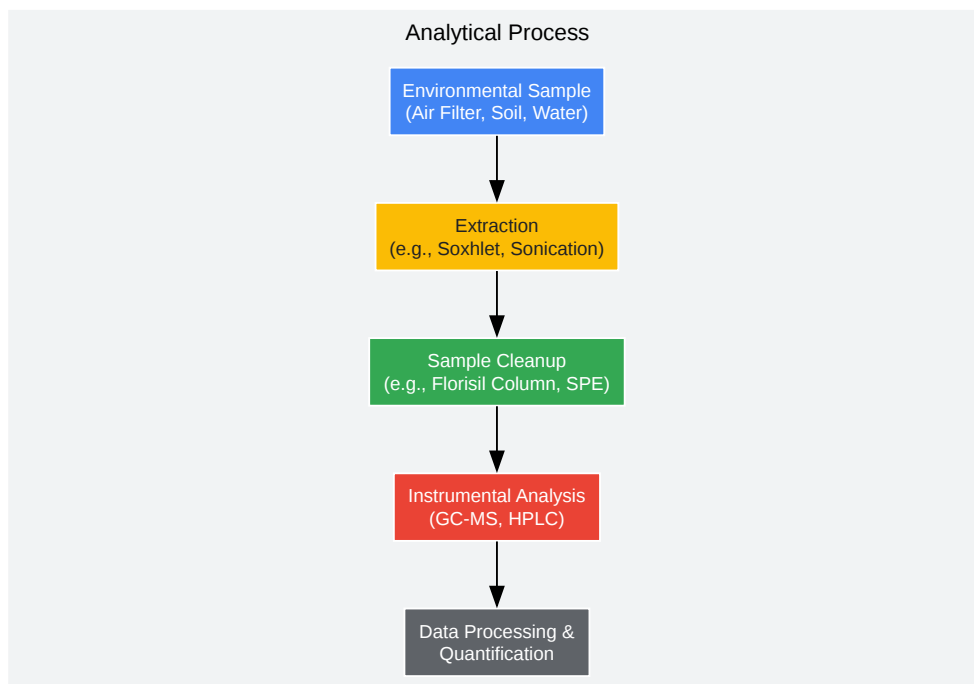 Analytical Process
Environmental Sample
(Air Filter, Soil, Water)
Extraction
(e.g., Soxhlet, Sonication)
Sample Cleanup
(e.g., Florisil Column, SPE)
Instrumental Analysis
(GC-MS, HPLC)
Data Processing &
Quantification